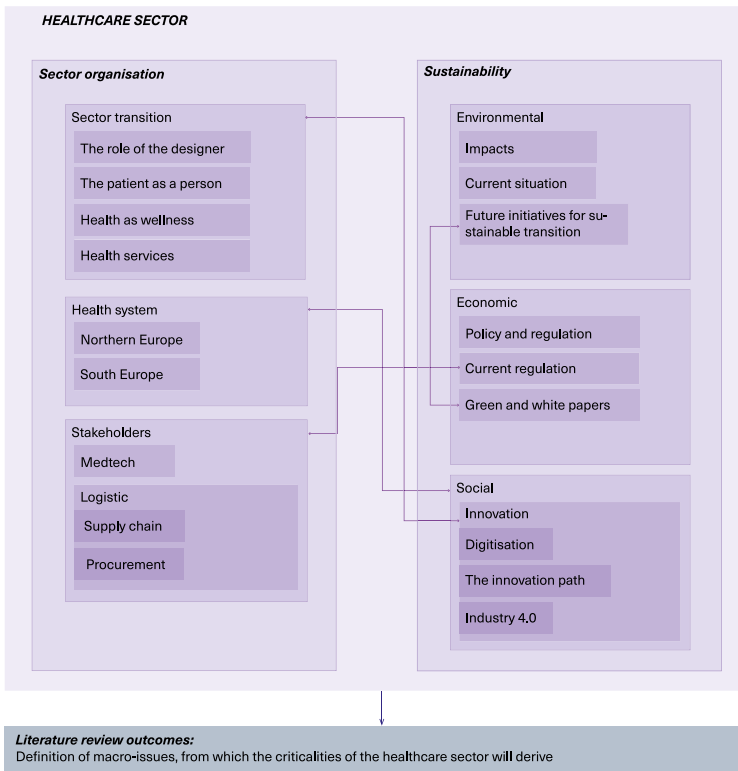 HEALTHCARE SECTOR
Sector organisation
Sector transition
The role of the designer
The patient as a person
Health as wellness
Health services
Health system
Northern Europe
South Europe
Stakeholders
Medtech
Logistic
Supply chain
Procurement
Sustainability
Environmental
Impacts
Current situation
Future initiatives for su-
stainable transition
Economic
Policy and regulation
Current regulation
Green and white papers
Social
Innovation
Digitisation
The innovation path
Industry 4.0
Literature review outcomes:
Definition of macro-issues, from which the criticalities of the healthcare sector will derive